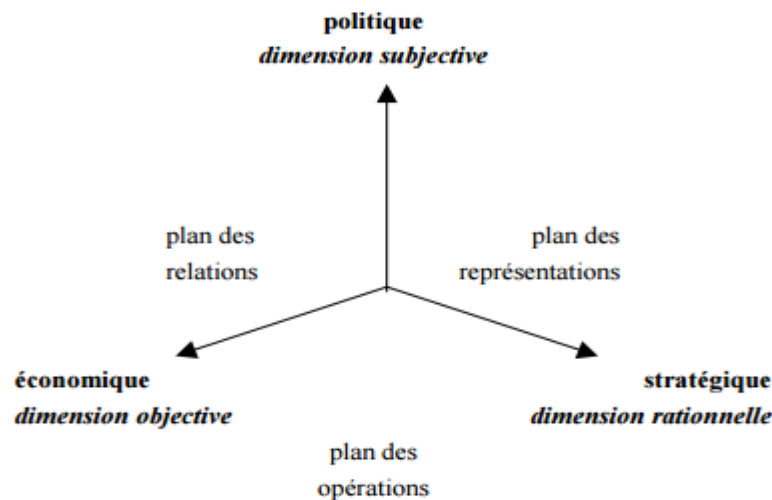 politique
dimension subjective
plan des
relations
plan des
représentations
économique
dimension objective
stratégique
dimension rationnelle
plan des
opérations